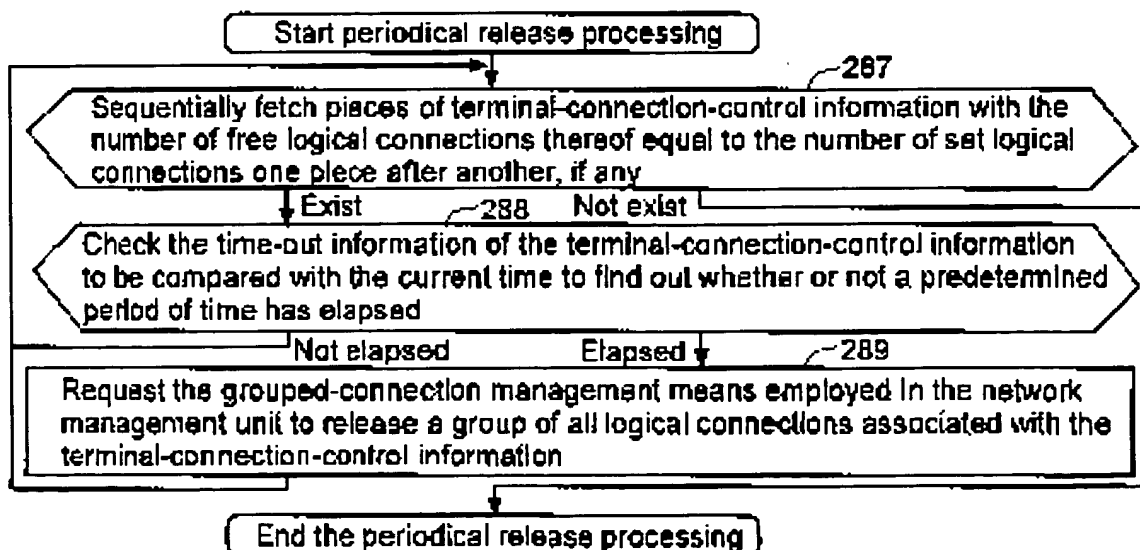 Start periodical release processing
287
Sequentially fetch pieces of terminal-connection-control information with the
number of free logical connections thereof equal to the number of set logical
connections one piece after another, if any
Exist
288
Not exist
Check the time-out information of the terminal-connection-control information
to be compared with the current time to find out whether or not a predetermined
period of time has elapsed
Not elapsed
Elapsed
289
Request the grouped-connection management means employed in the network
management unit to release a group of all logical connections associated with the
terminal-connection-control information
End the periodical release processing